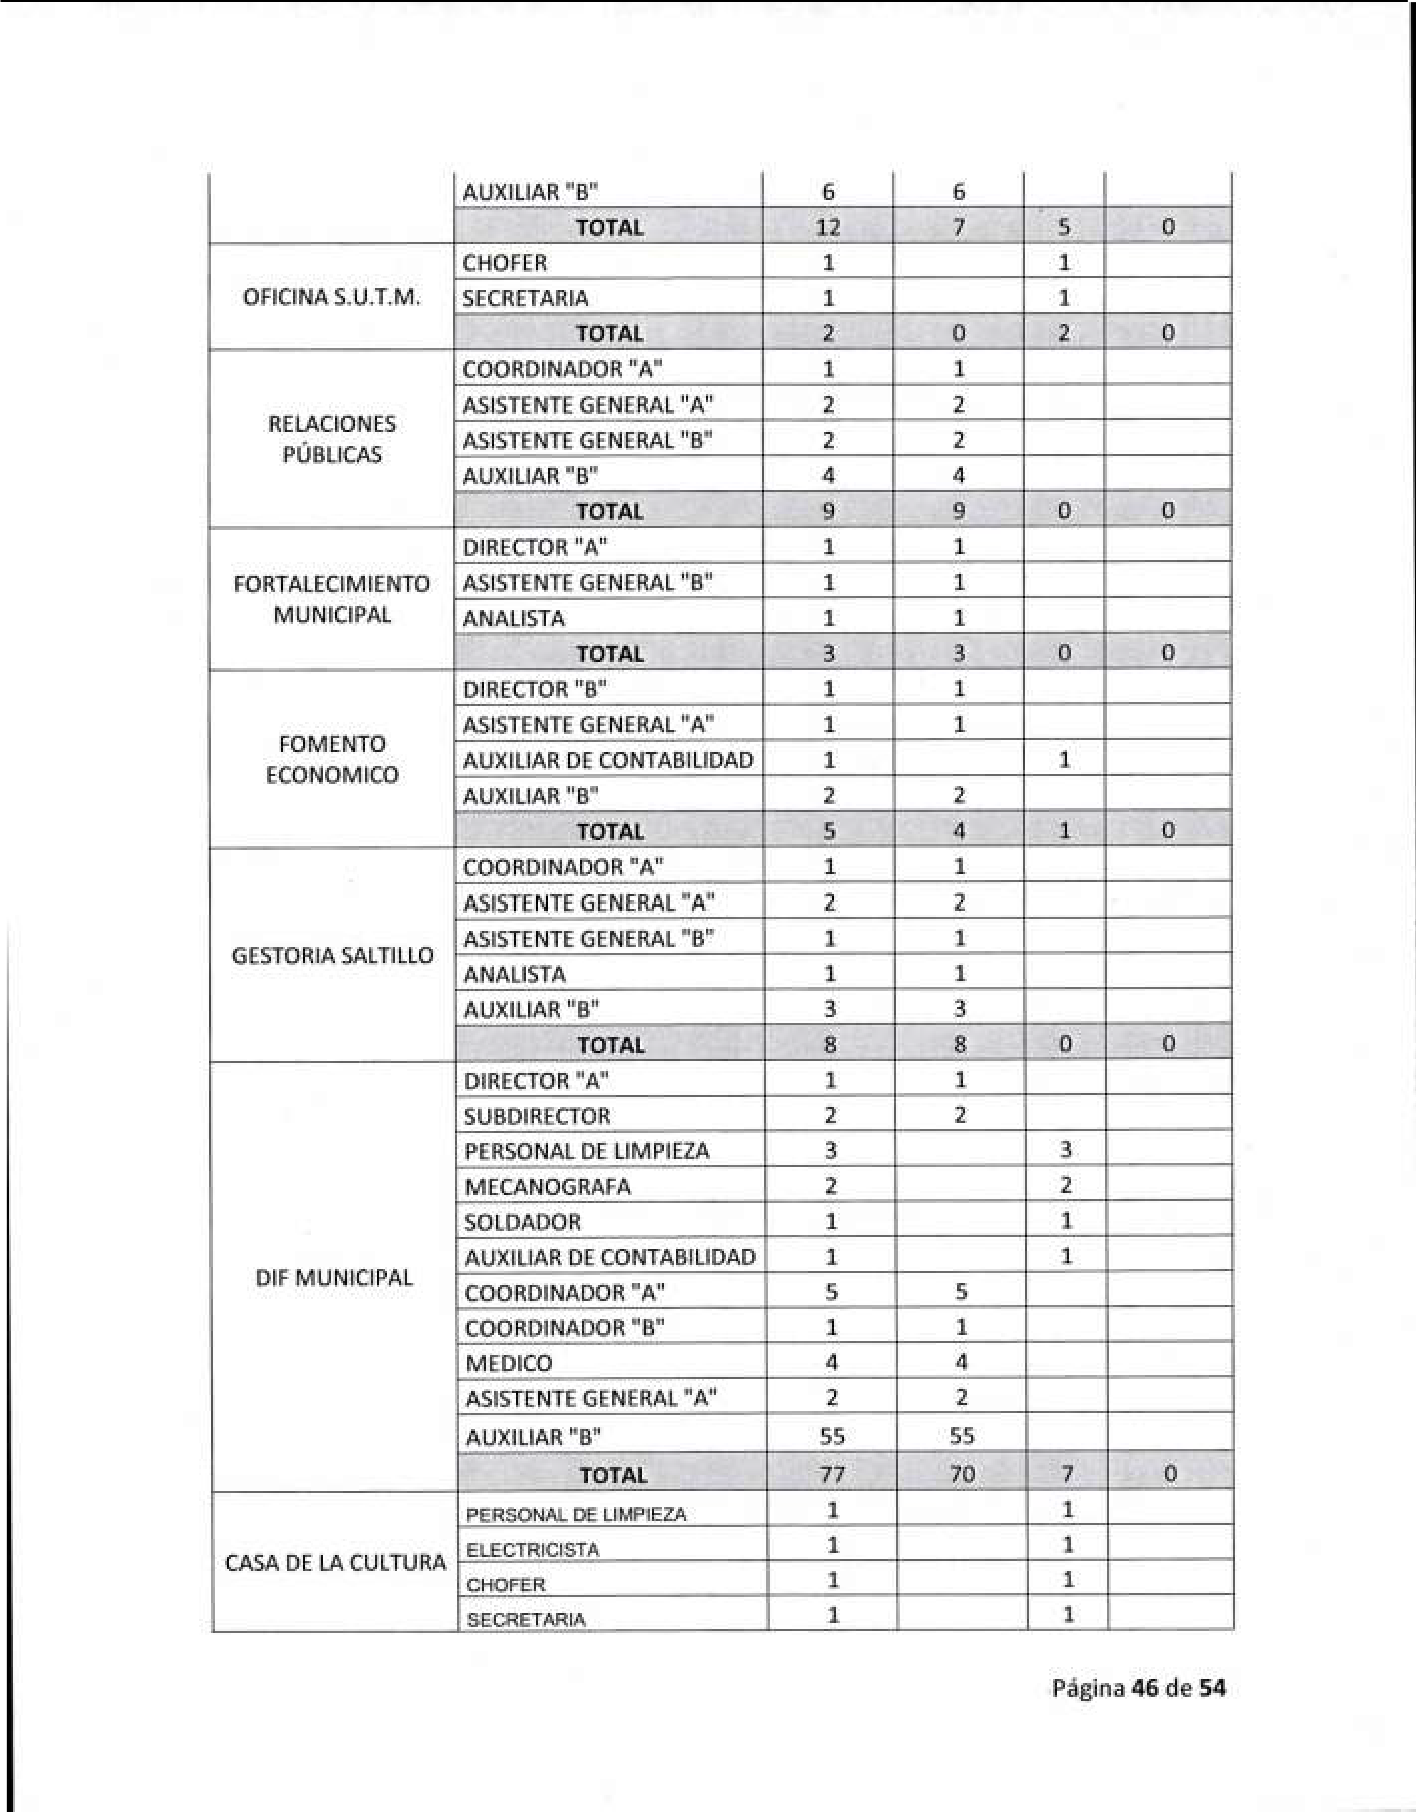 AUXILIAR "B" 6 6
TOTAL 12 7 5 0
OFICINA S.U.T.M.
CHOFER 1 1
SECRETARIA 1 1
TOTAL 2 0 2 0
RELACIONES
PÚBLICAS
COORDINADOR "A" 1 1
ASISTENTE GENERAL "A" 2 2
ASISTENTE GENERAL "B" 2 2
AUXILIAR "B" 4 4
TOTAL 9 9 0 0
FORTALECIMIENTO
MUNICIPAL
DIRECTOR "A" 1 1
ASISTENTE GENERAL "B" 1 1
ANALISTA 1 1
TOTAL 3 3 0 0
FOMENTO
ECONOMICO
DIRECTOR "B" 1 1
ASISTENTE GENERAL "A" 1 1
AUXILIAR DE CONTABILIDAD 1 1
AUXILIAR "B" 2 2
TOTAL 5 4 1 0
GESTORIA SALTILLO
COORDINADOR "A" 1 1
ASISTENTE GENERAL "A" 2 2
ASISTENTE GENERAL "B" 1 1
ANALISTA 1 1
AUXILIAR "B" 3 3
TOTAL 8 8 0 0
DIF MUNICIPAL
DIRECTOR "A" 1 1
SUBDIRECTOR 2 2
PERSONAL DE LIMPIEZA 3 3
MECANOGRAFA 2 2
SOLDADOR 1 1
AUXILIAR DE CONTABILIDAD 1 1
COORDINADOR "A" 5 5
COORDINADOR "B" 1 1
MEDICO 4 4
ASISTENTE GENERAL "A" 2 2
AUXILIAR "B" 55 55
TOTAL 77 70 7 0
CASA DE LA CULTURA
PERSONAL DE LIMPIEZA 1 1
ELECTRICISTA 1 1
CHOFER 1 1
SECRETARIA 1 1
Página 46 de 54